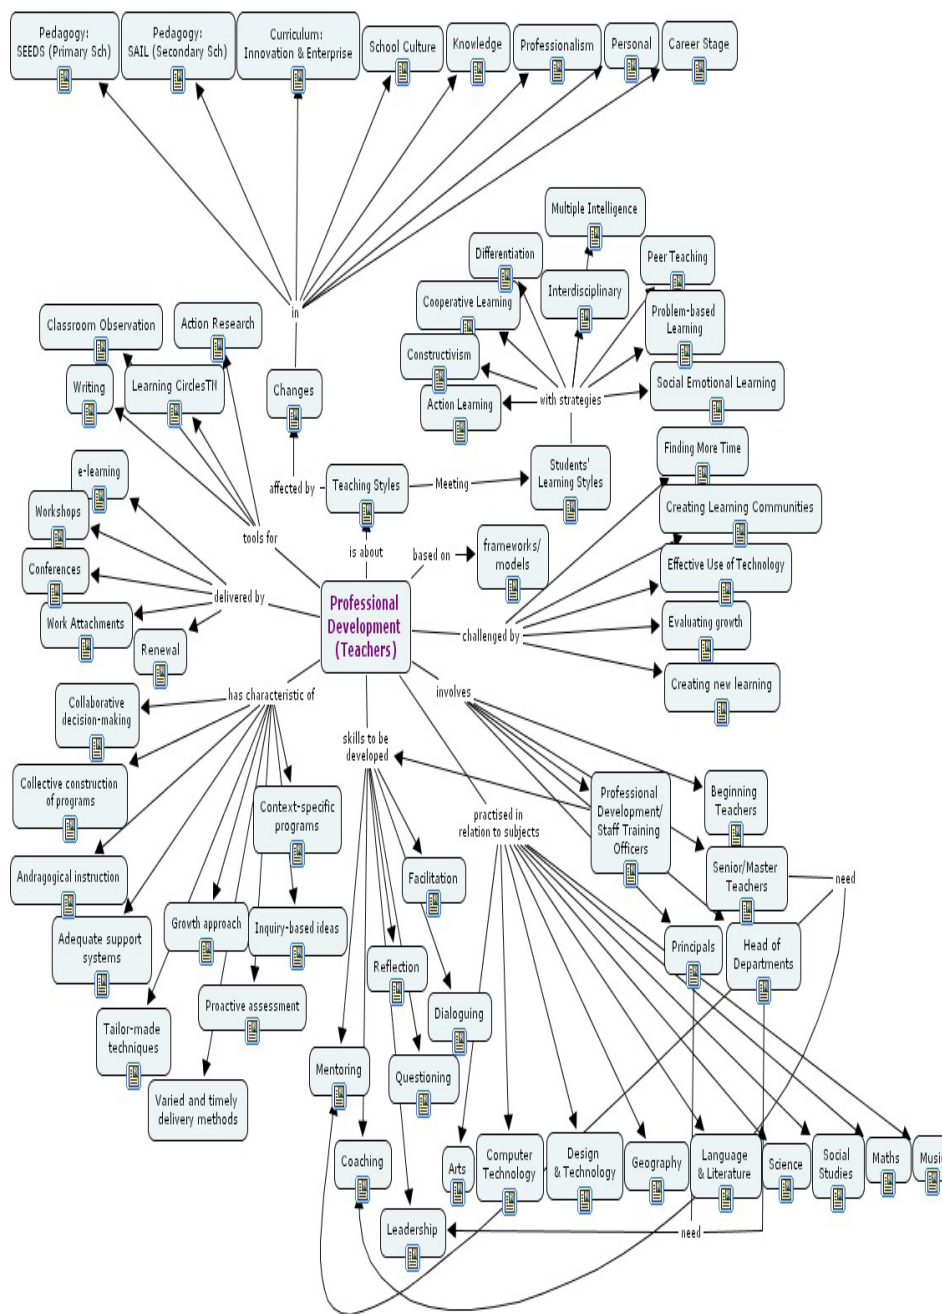 Pedagogy:
SEEDS (Primary Sch)
Pedagogy:
SAIL (Secondary Sch)
Curriculum:
Innovation & Enterprise
School Culture
Knowledge
Professionalism
Personal
Career Stage
Multiple Intelligence
Differentiation
Peer Teaching
Interdisciplinary
Cooperative Learning
Problem-based
Learning
in
Action Research
Classroom Observation
Constructivism
Writing
Learning CirclesTM
Changes
Social Emotional Learning
with strategies
Action Learning
Finding More Time
e-learning
Students'
Learning Styles
affected by
Teaching Styles
Meeting
Creating Learning Communities
Workshops
tools for
is about
based on
frameworks/
models
Effective Use of Technology
Conferences
delivered by
Professional
Development
(Teachers)
Work Attachments
challenged by
Evaluating growth
Renewal
Creating new learning
has characteristic of
involves
Collaborative
decision-making
skills to be
developed
Collective construction
of programs
Context-specific
programs
practised in
relation to subjects
Professional
Development/
Staff Training
Officers
Beginning
Teachers
Andragogical instruction
Facilitation
Senior/Master
Teachers
need
Growth approach
Inquiry-based ideas
Adequate support
systems
Principals
Head of
Departments
Reflection
Proactive assessment
Dialoguing
Tailor-made
techniques
Mentoring
Questioning
Varied and timely
delivery methods
Coaching
Arts
Computer
Technology
Design
& Technology
Geography
Language
& Literature
Science
Social
Studies
Maths
Music
Leadership
need